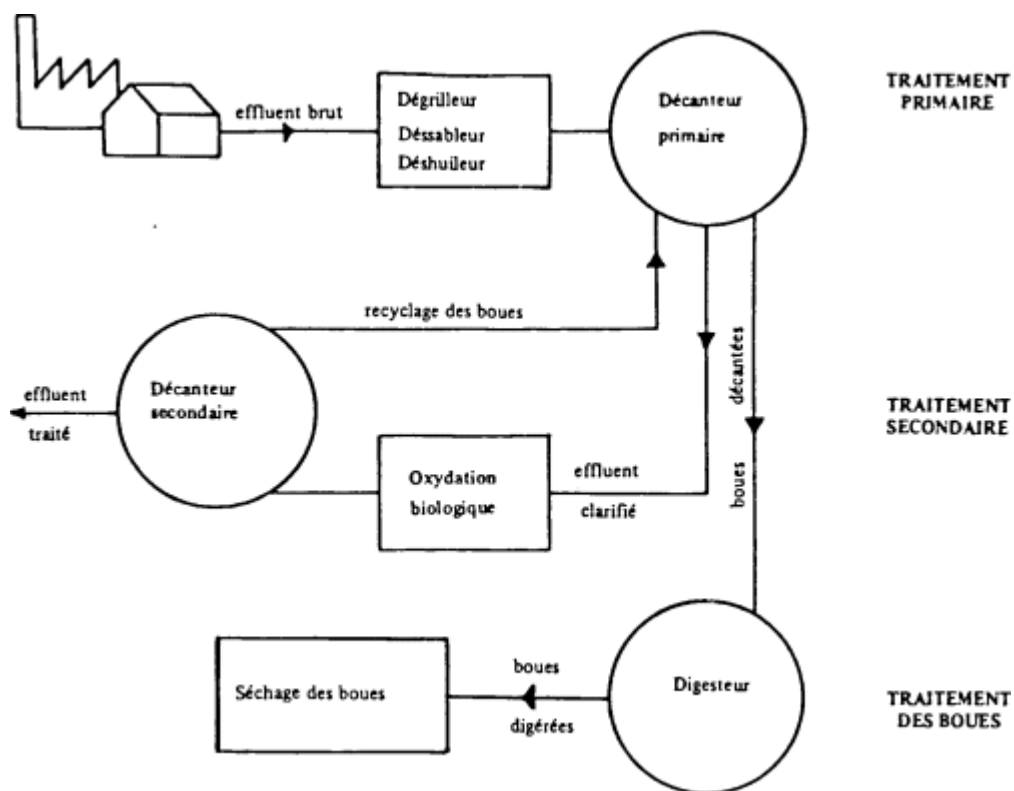 effluent brut
Dégrilleur
Déssableur
Déshuileur
Décanteur
primaire
TRAITEMENT
PRIMAIRE
recyclage des boues
effluent
traité
Décanteur
secondaire
Oxydation
biologique
effluent
clarifié
boues décantées
TRAITEMENT
SECONDAIRE
Séchage des boues
boues
digérées
Digesteur
TRAITEMENT
DES BOUES